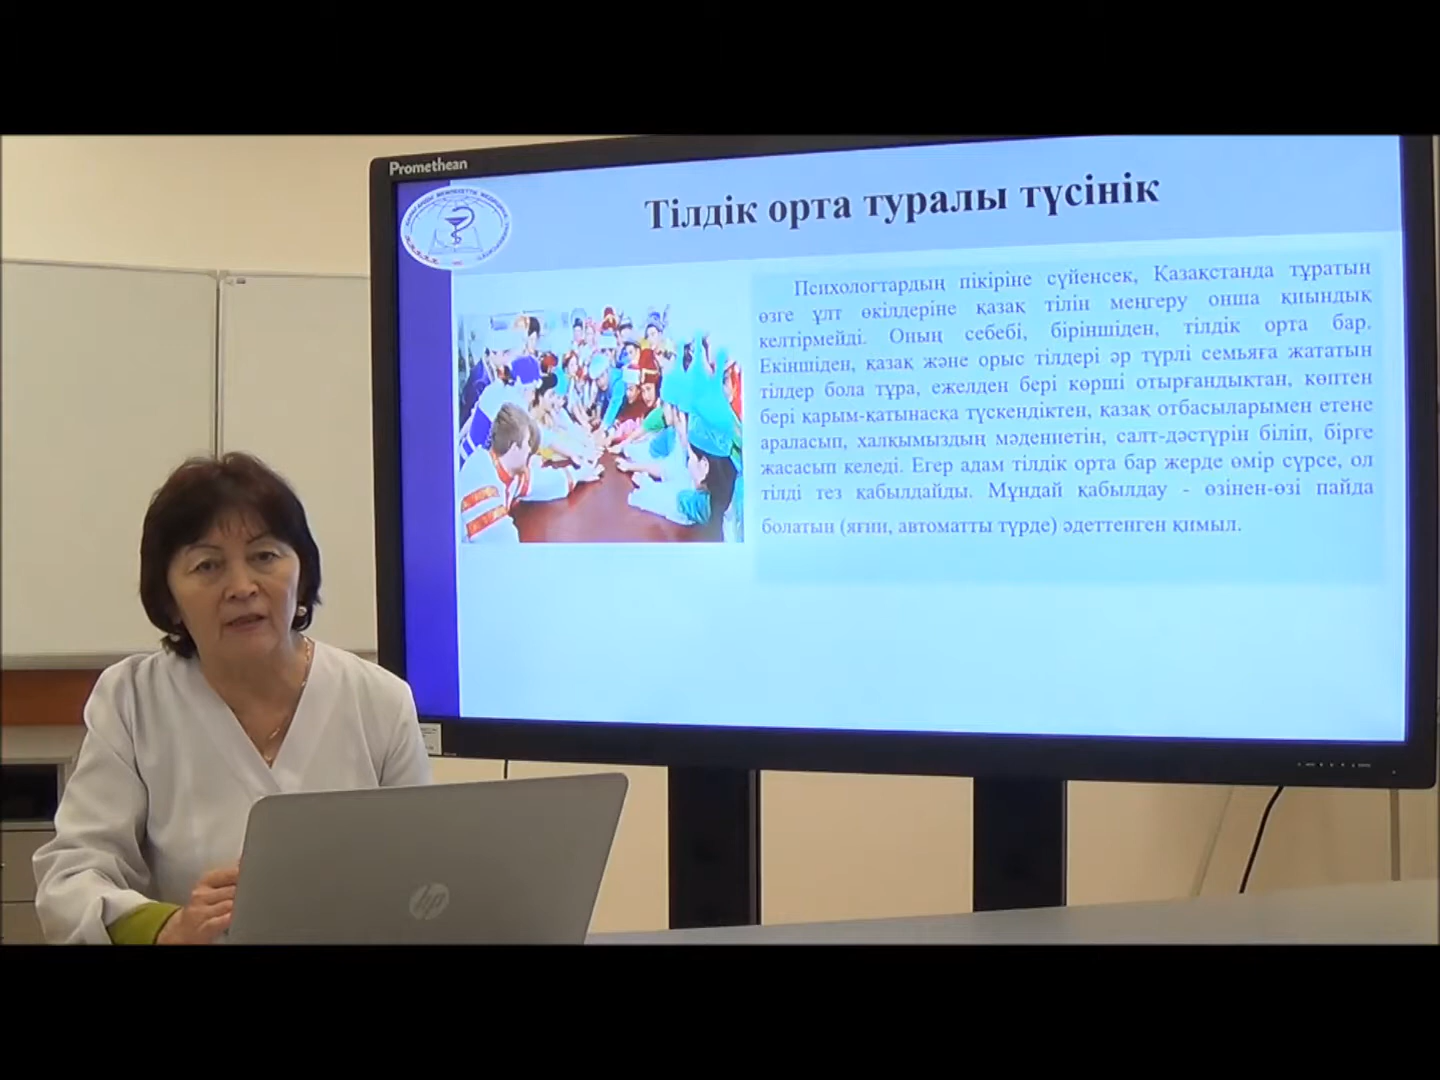 Promethean
Тілдік орта туралы түсінік
Психологтардың пікіріне сүйенсек, Қазақстанда тұратын
өзге ұлт өкілдеріне қазақ тілін меңгеру онша қиындық
келтірмейді. Оның себебі, біріншіден, тілдік орта бар.
Екіншіден, қазақ және орыс тілдері әр түрлі семьяға жататын
тілдер бола тұра, ежелден бері көрші отырғандықтан, көптен
бері қарым-қатынасқа түскендіктен, қазақ отбасыларымен етене
араласып, халқымыздың мәдениетін, салт-дәстүрін біліп, бірге
жасасып келеді. Егер адам тілдік орта бар жерде өмір сүрсе, ол
тілді тез қабылдайды. Мұндай қабылдау - өзінен-өзі пайда
болатын (яғни, автоматты түрде) әдеттенген қимыл.
hp